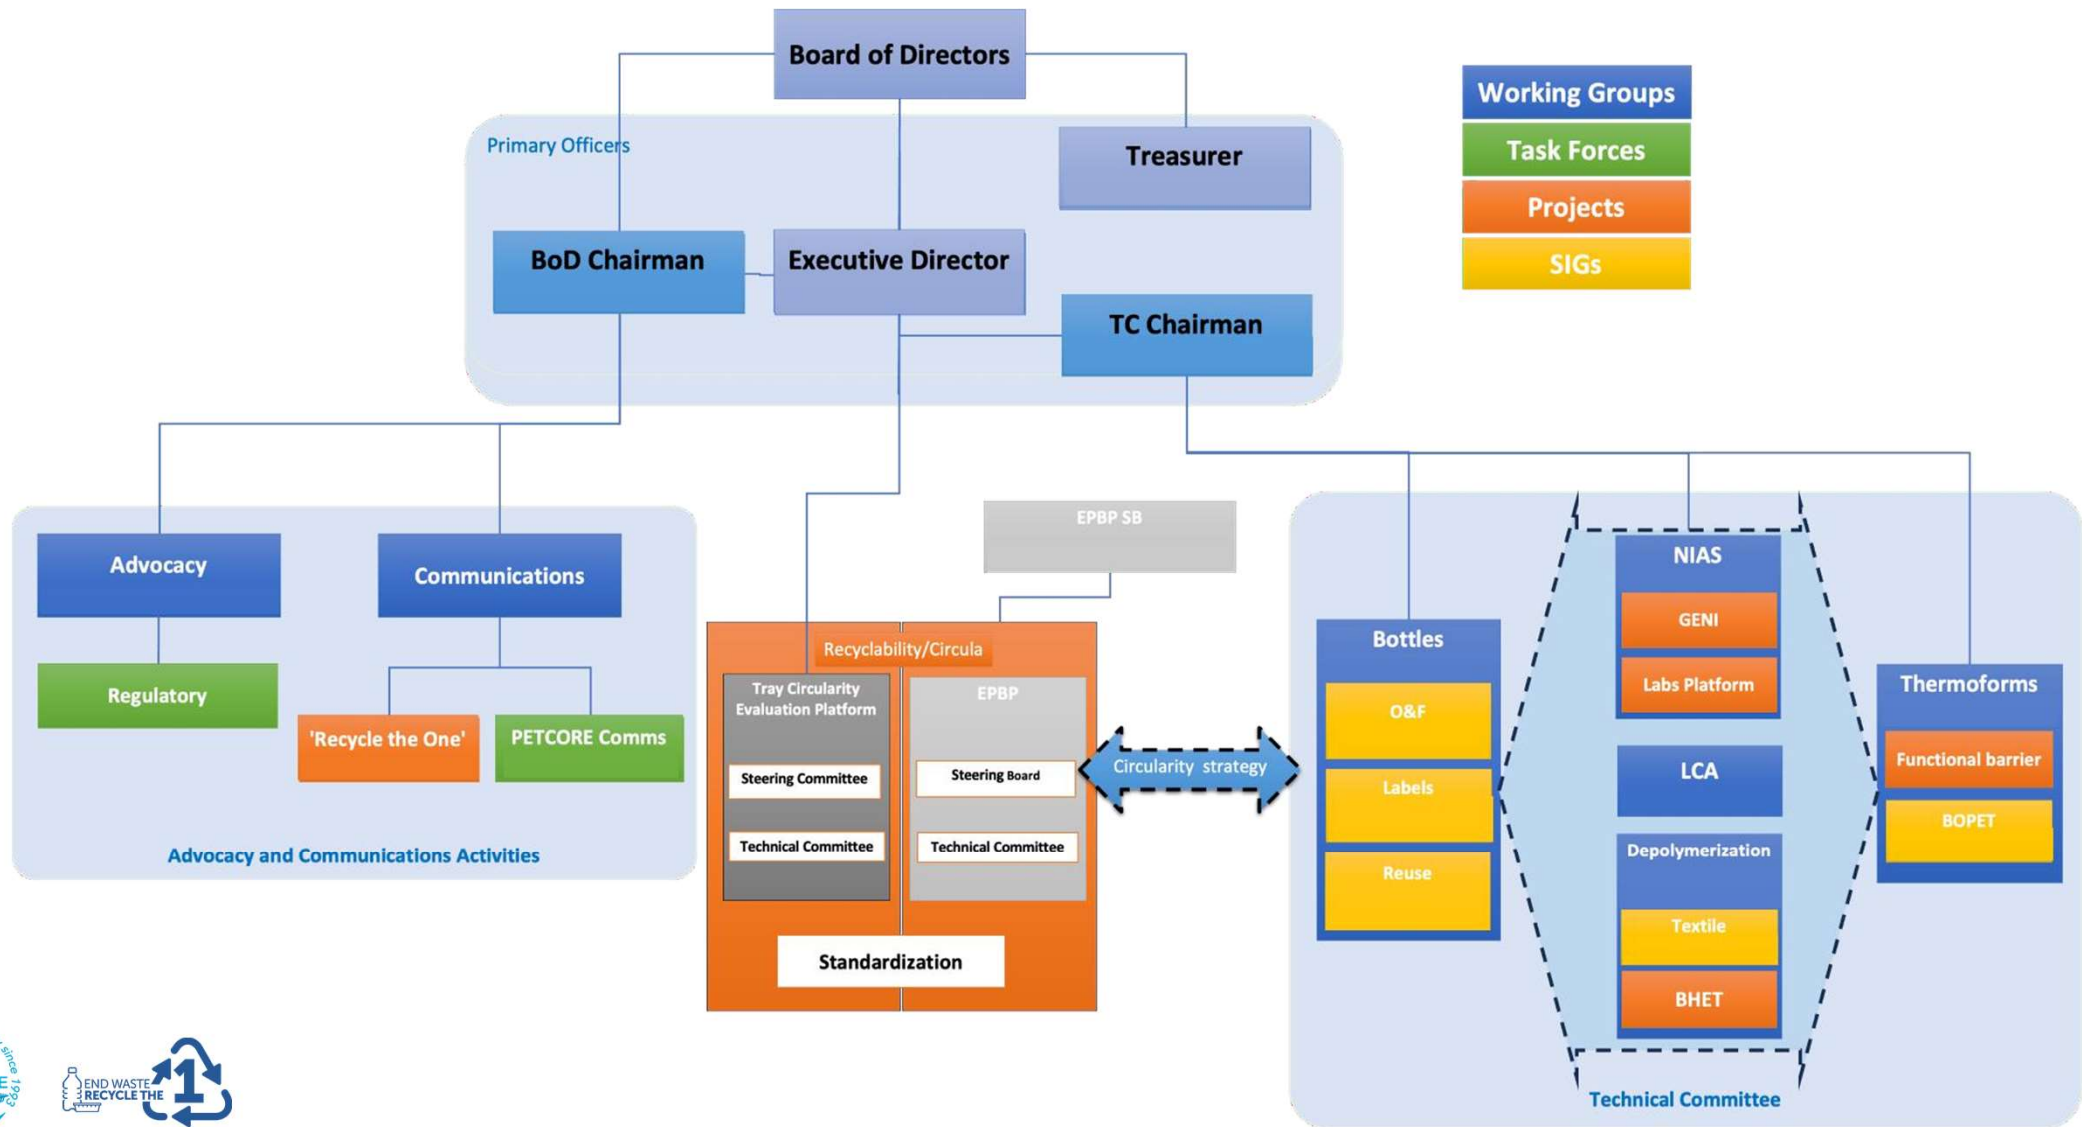 Board of Directors
Primary Officers
Treasurer
BoD Chairman
Executive Director
TC Chairman
Working Groups
Task Forces
Projects
SIGs
Advocacy
Communications
Regulatory
'Recycle the One'
PETCORE Comms
Advocacy and Communications Activities
EPBP SB
Recyclability/Circula
Tray Circularity
Evaluation Platform
Steering Committee
Technical Committee
EPBP
Steering Board
Technical Committee
Standardization
Circularity strategy
Bottles
O&F
Labels
Reuse
NIAS
GENI
Labs Platform
LCA
Depolymerization
Textile
BHET
Thermoforms
Functional barrier
BOPET
Technical Committee
since 1993
END WASTE
RECYCLE THE
1